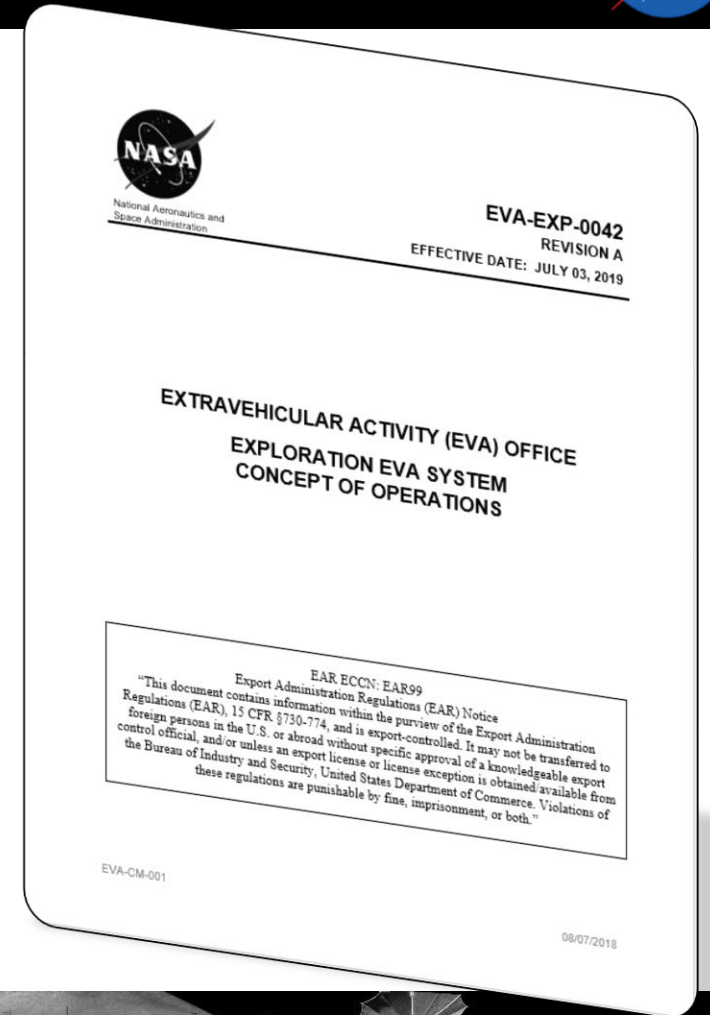 NASA
National Aeronautics and
Space Administration
EVA-EXP-0042
REVISION A
EFFECTIVE DATE: JULY 03, 2019
EXTRAVEHICULAR ACTIVITY (EVA) OFFICE
EXPLORATION EVA SYSTEM
CONCEPT OF OPERATIONS
EAR ECCN: EAR99
Export Administration Regulations (EAR) Notice
“This document contains information within the purview of the Export Administration
Regulations (EAR), 15 CFR §730-774, and is export-controlled. It may not be transferred to
foreign persons in the U.S. or abroad without specific approval of a knowledgeable export
control official, and/or unless an export license or license exception is obtained/available from
the Bureau of Industry and Security, United States Department of Commerce. Violations of
these regulations are punishable by fine, imprisonment, or both.”
EVA-CM-001
08/07/2018